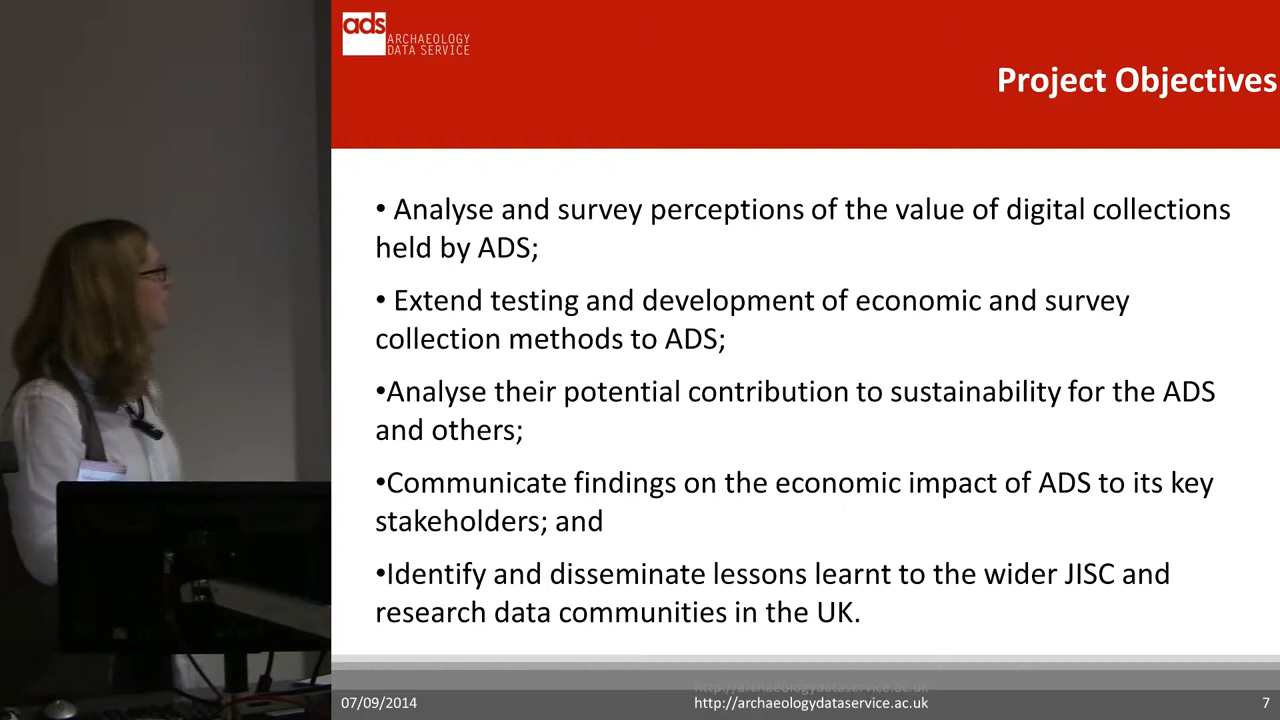 ads
ARCHAEOLOGY
DATA SERVICE
Project Objectives
• Analyse and survey perceptions of the value of digital collections
held by ADS;
• Extend testing and development of economic and survey
collection methods to ADS;
•Analyse their potential contribution to sustainability for the ADS
and others;
•Communicate findings on the economic impact of ADS to its key
stakeholders; and
•Identify and disseminate lessons learnt to the wider JISC and
research data communities in the UK.
http://archaeologydataservice.ac.uk
07/09/2014
http://archaeologydataservice.ac.uk
7